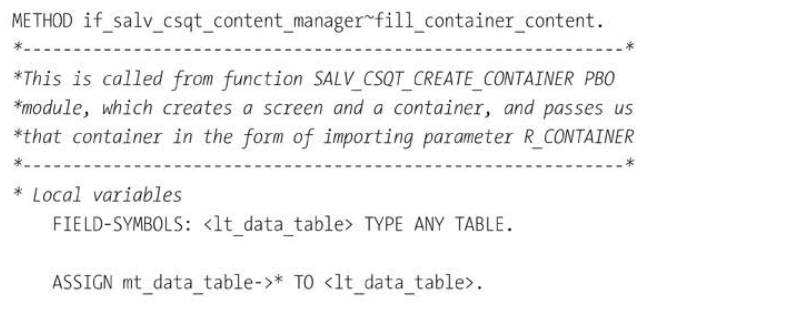 METHOD if_salv_csqt_content_manager~fill_container_content.
*------------------------------------------------------------*
*This is called from function SALV_CSQT_CREATE_CONTAINER PBO
*module, which creates a screen and a container, and passes us
*that container in the form of importing parameter R_CONTAINER
*------------------------------------------------------------*
* Local variables
FIELD-SYMBOLS: <lt_data_table> TYPE ANY TABLE.
ASSIGN mt_data_table->* TO <lt_data_table>.